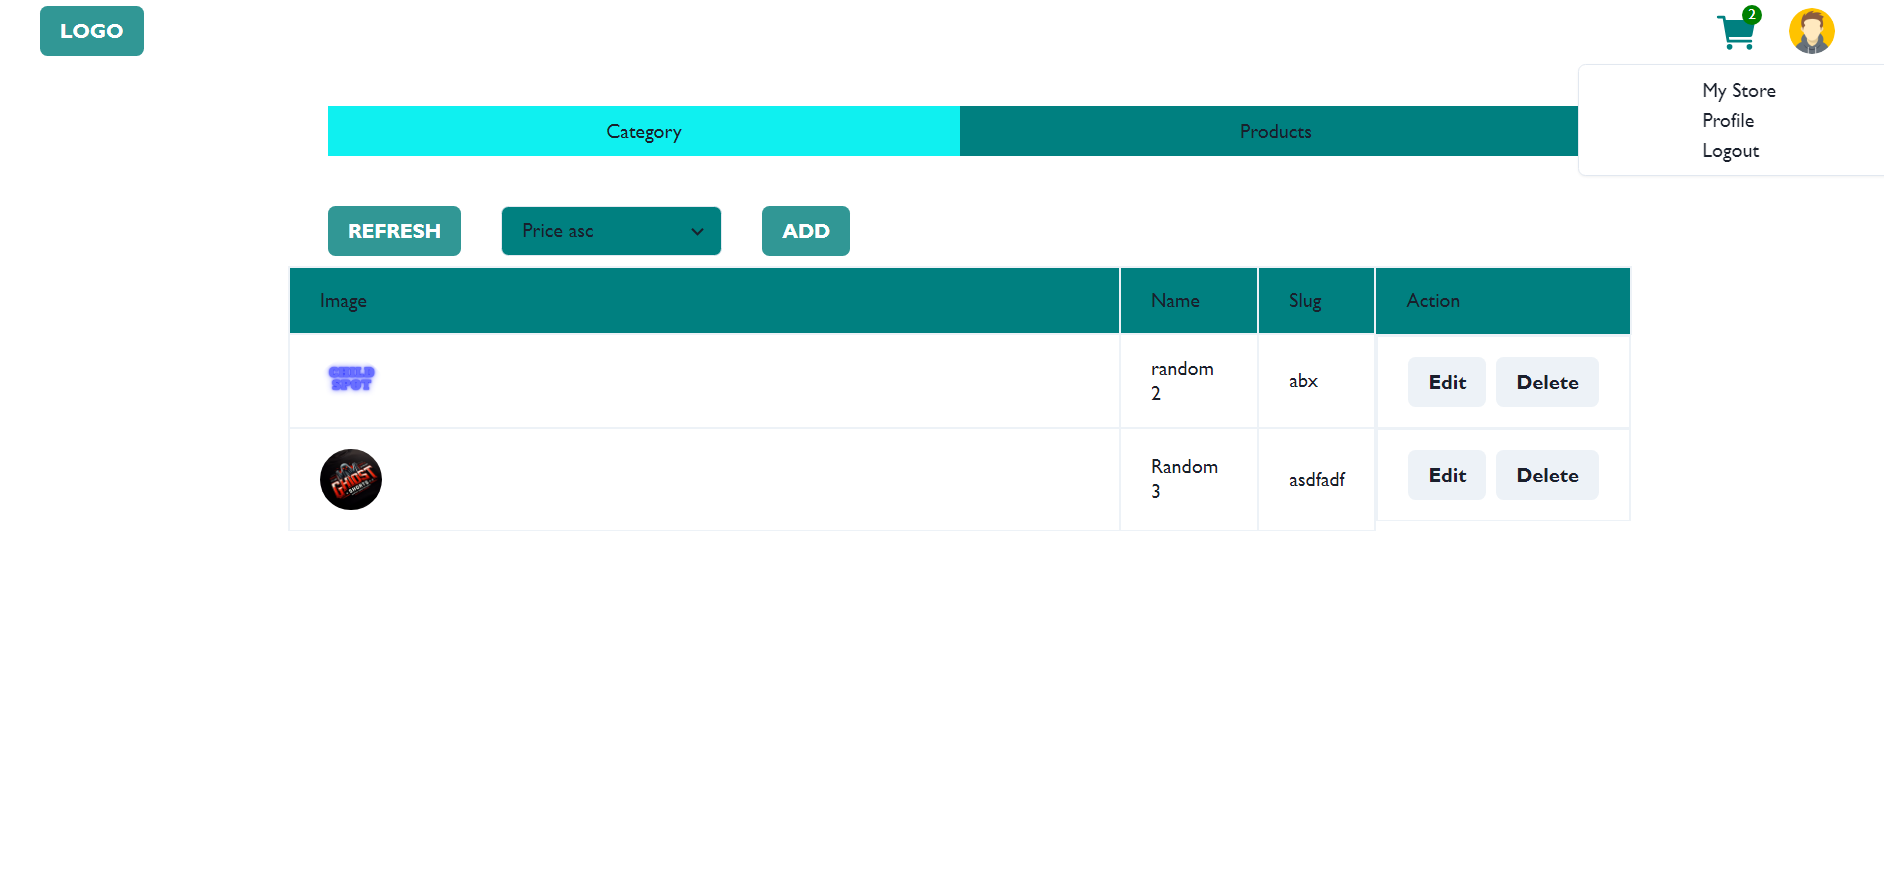 LOGO
2
My Store
Profile
Logout
Category
Products
REFRESH
Price asc
ADD
Image
Name
Slug
Action
CHILD
SPOT
random
2
abx
Edit
Delete
GHOST
SHORTS
Random
3
asdfadf
Edit
Delete